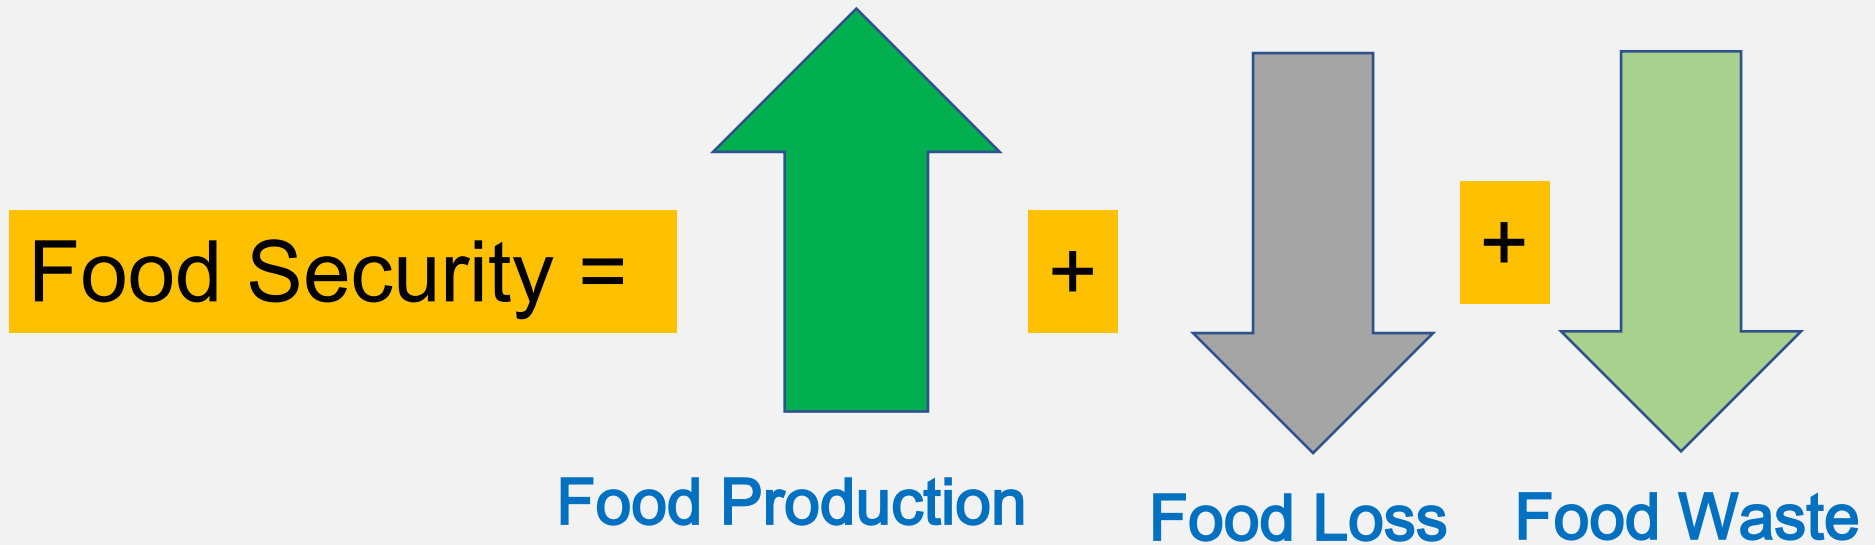 Food Security =
+
+
Food Production
Food Loss
Food Waste